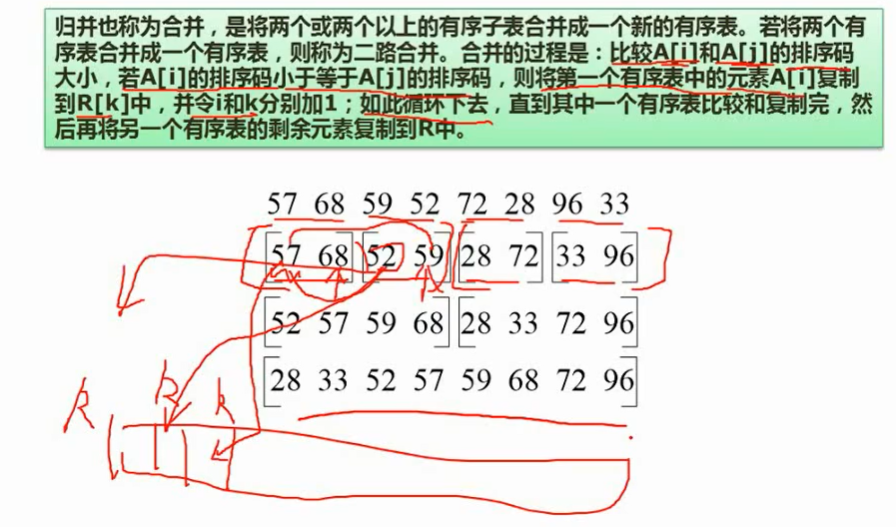 归并也称为合并，是将两个或两个以上的有序子表合并成一个新的有序表。若将两个有
序表合并成一个有序表，则称为二路合并。合并的过程是：比较A[i]和A[j]的排序码
大小，若A[i]的排序码小于等于A[j]的排序码，则将第一个有序表中的元素A[i]复制
到R[k]中，并令i和k分别加1；如此循环下去，直到其中一个有序表比较和复制完，然
后再将另一个有序表的剩余元素复制到R中。
57 68 59 52 72 28 96 33
[57 68] [52 59] [28 72] [33 96]
[52 57 59 68] [28 33 72 96]
[28 33 52 57 59 68 72 96]
R k k